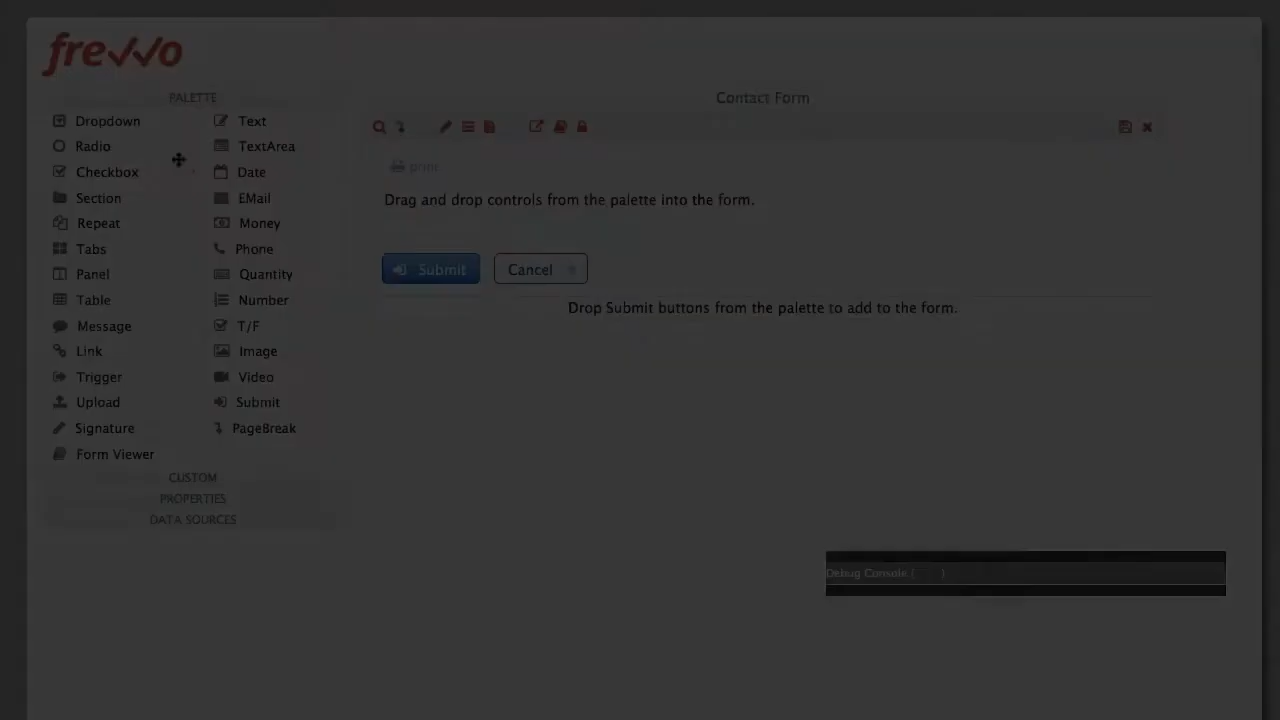 frevvo
PALETTE
Dropdown
Text
Radio
TextArea
Checkbox
Date
Section
EMail
Repeat
Money
Tabs
Phone
Panel
Quantity
Table
Number
Message
T/F
Link
Image
Trigger
Video
Upload
Submit
Signature
PageBreak
Form Viewer
CUSTOM
PROPERTIES
DATA SOURCES
Contact Form
print
Drag and drop controls from the palette into the form.
Submit
Cancel
Drop Submit buttons from the palette to add to the form.
Debug Console [ ]